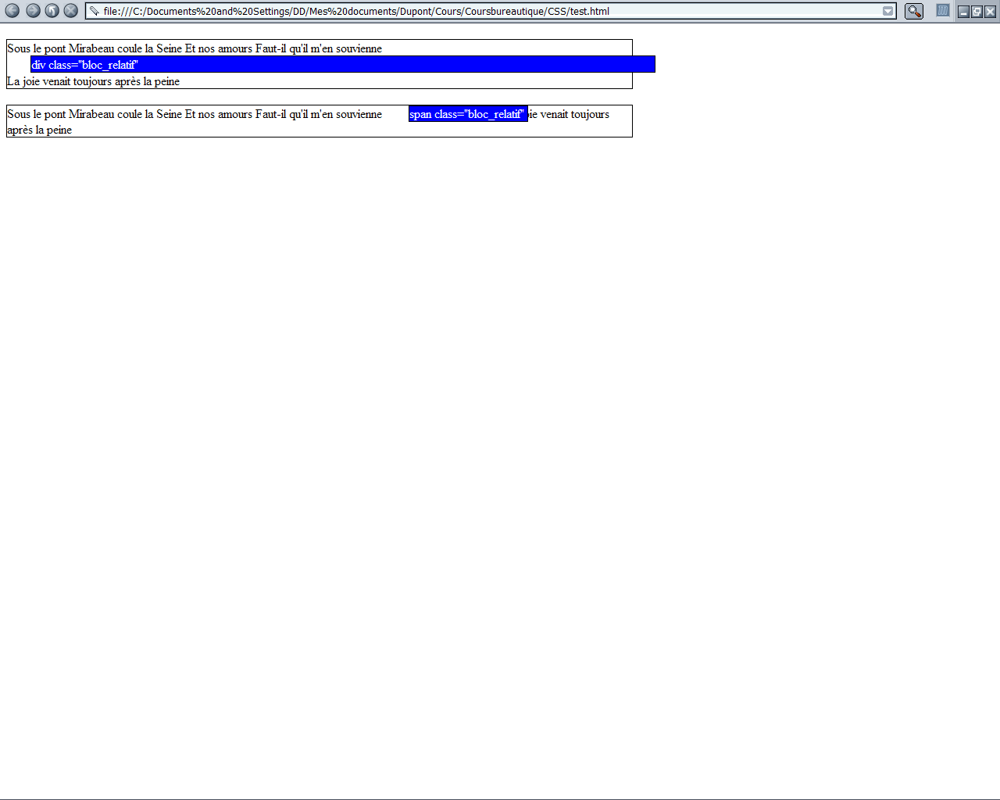 file:///C:/Documents%20and%20Settings/DD/Mes%20documents/Dupont/Cours/Coursbureautique/CSS/test.html
Sous le pont Mirabeau coule la Seine Et nos amours Faut-il qu'il m'en souvienne
div class="bloc_relatif"
La joie venait toujours après la peine
Sous le pont Mirabeau coule la Seine Et nos amours Faut-il qu'il m'en souvienne span class="bloc_relatif" oie venait toujours
après la peine